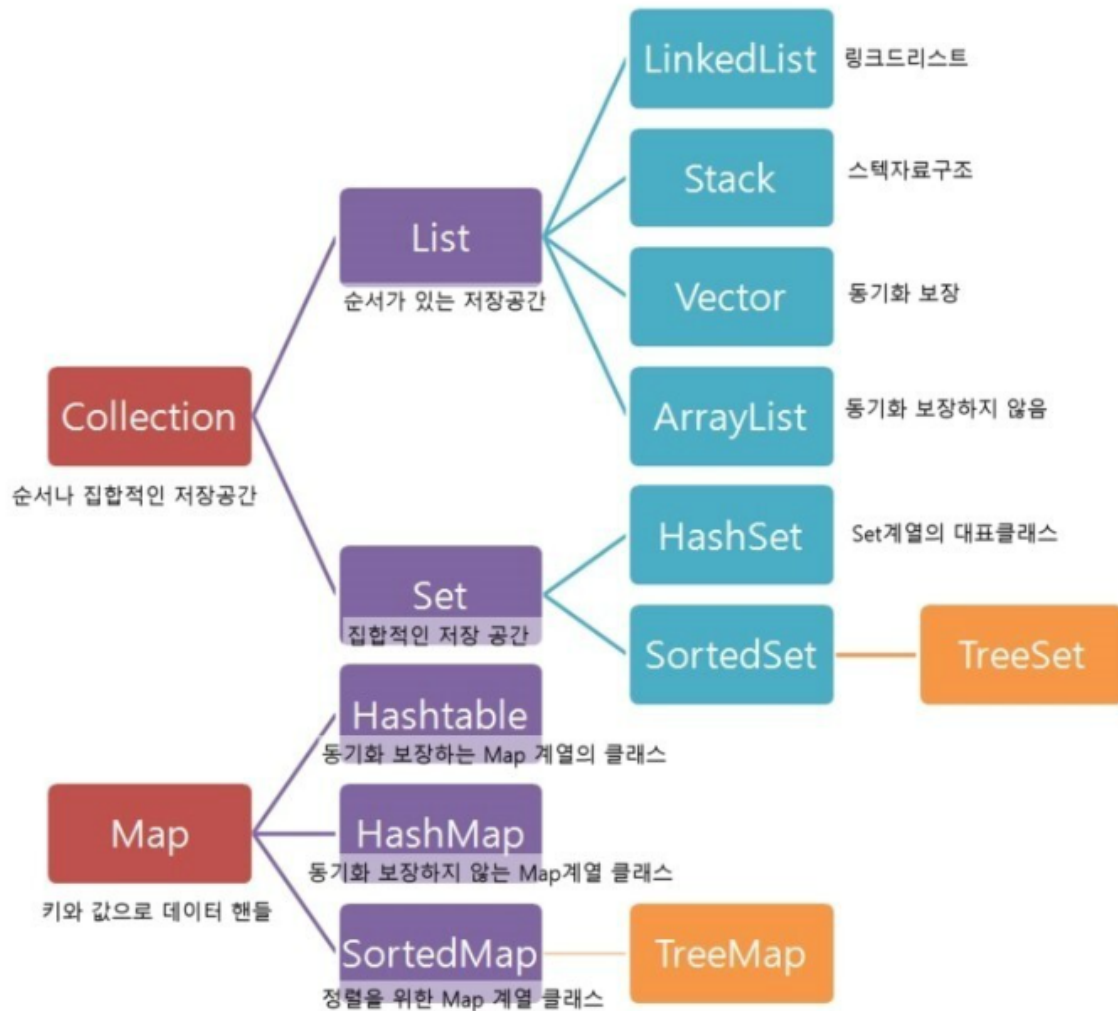 LinkedList 링크드리스트
Stack 스텍자료구조
List
Vector 동기화 보장
순서가 있는 저장공간
Collection
ArrayList 동기화 보장하지 않음
순서나 집합적인 저장공간
HashSet Set계열의 대표클래스
Set
집합적인 저장 공간
SortedSet
TreeSet
Hashtable
동기화 보장하는 Map 계열의 클래스
Map
HashMap
동기화 보장하지 않는 Map계열 클래스
키와 값으로 데이터 핸들
SortedMap
TreeMap
정렬을 위한 Map 계열 클래스